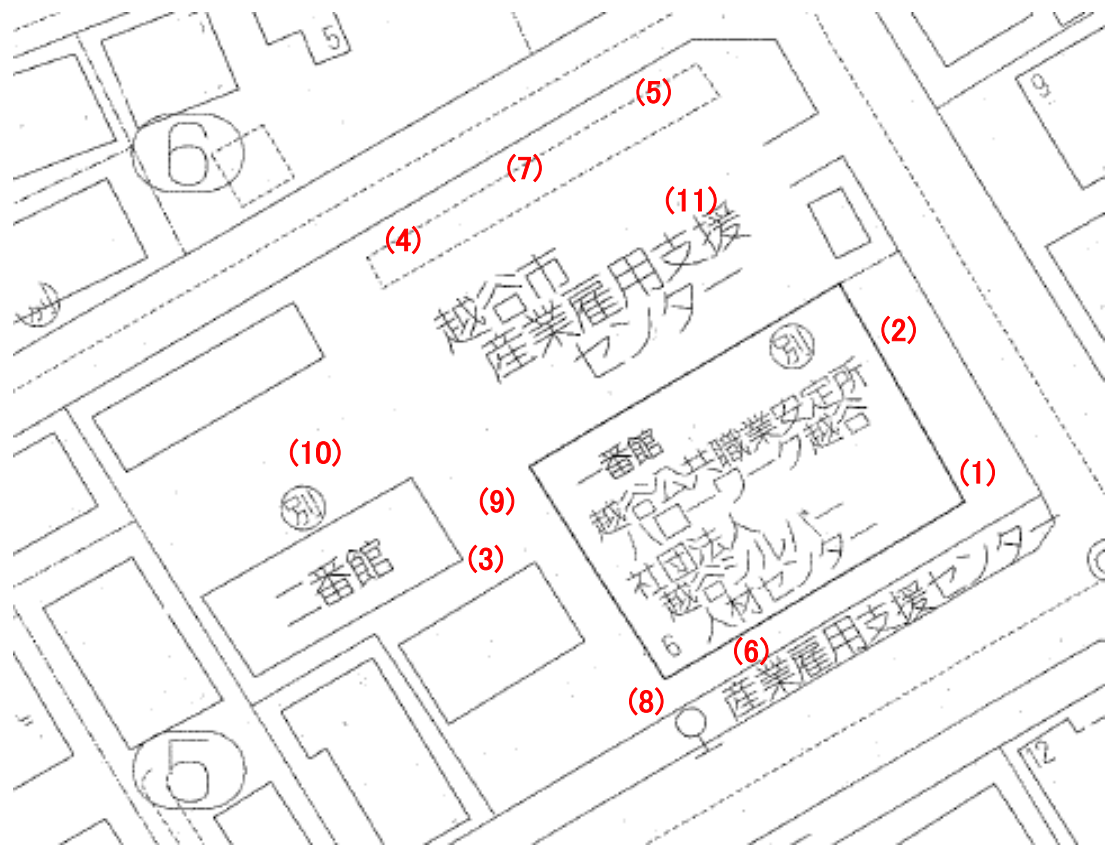 5
(5)
9
6
(7)
(11)
(4)
越谷市
産業雇用支援
センター
(2)
別
(10)
別
(9)
(3)
二番館
一番館
越谷公共職業安定所
ハローワーク越谷
社団法人
越谷シルバー
人材センター
6
(1)
(6)
(8)
産業雇用支援センター
5
12